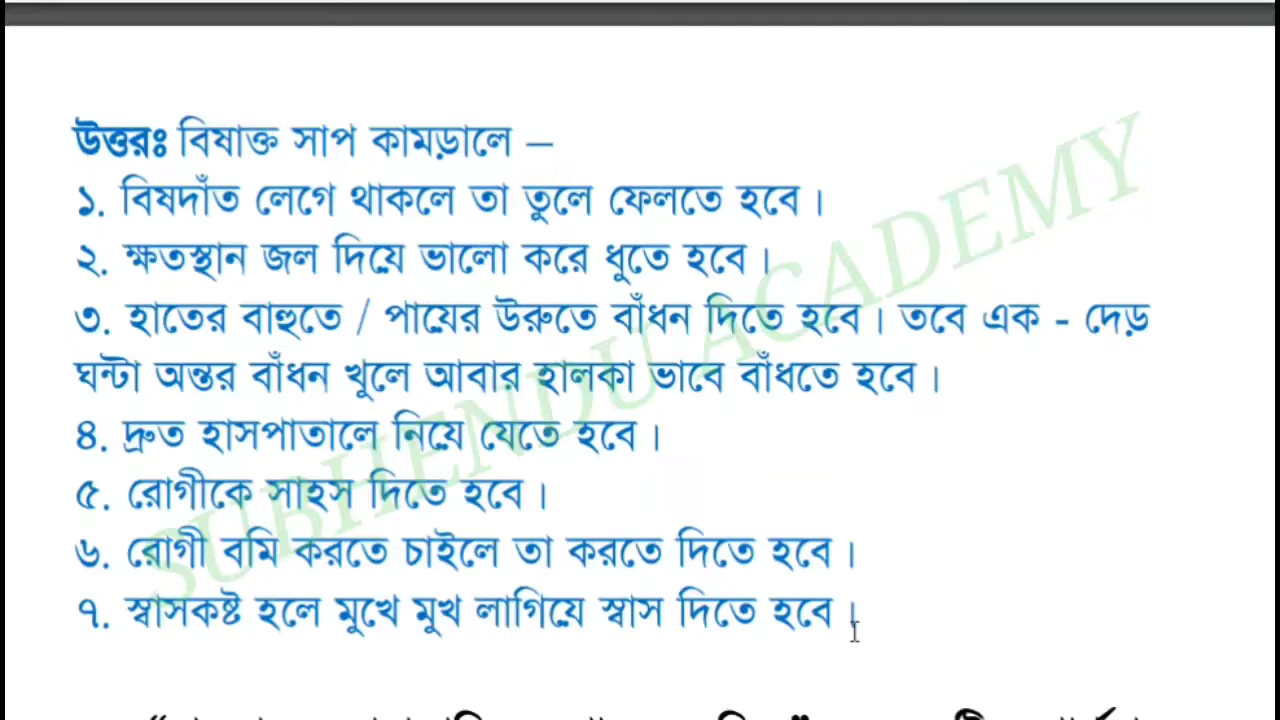 উত্তরঃ বিষাক্ত সাপ কামড়ালে –
১. বিষদাঁত লেগে থাকলে তা তুলে ফেলতে হবে।
২. ক্ষতস্থান জল দিয়ে ভালো করে ধুতে হবে।
৩. হাতের বাহুতে / পায়ের উরুতে বাঁধন দিতে হবে। তবে এক - দেড়
ঘন্টা অন্তর বাঁধন খুলে আবার হালকা ভাবে বাঁধতে হবে।
৪. দ্রুত হাসপাতালে নিয়ে যেতে হবে।
৫. রোগীকে সাহস দিতে হবে।
৬. রোগী বমি করতে চাইলে তা করতে দিতে হবে।
৭. স্বাসকষ্ট হলে মুখে মুখ লাগিয়ে স্বাস দিতে হবে।
SUBHENDU ACADEMY